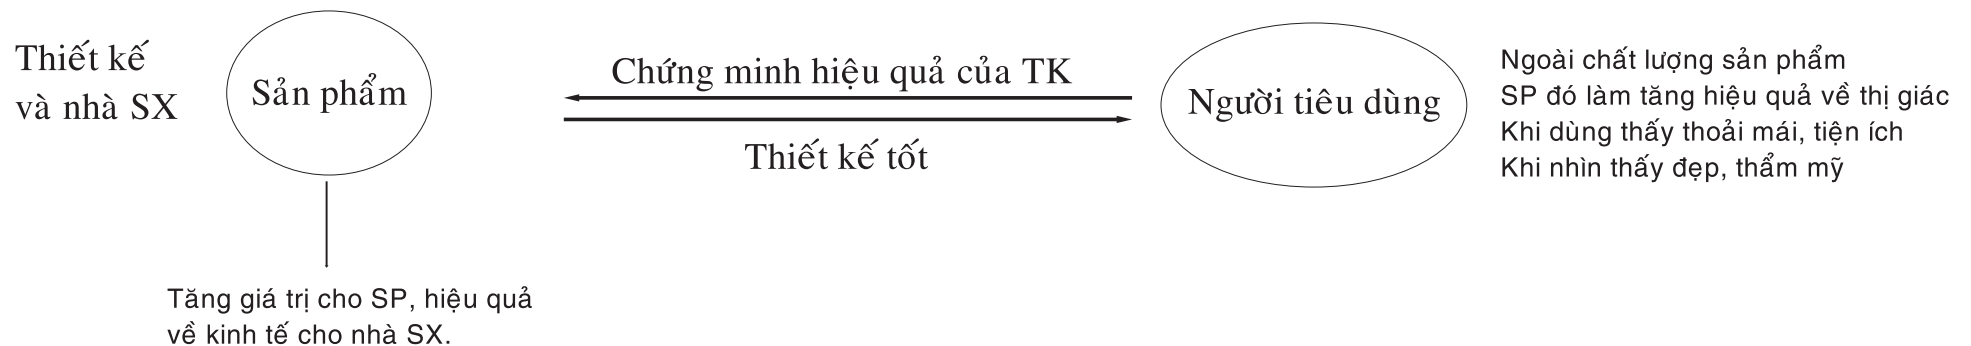 Thiết kế
và nhà SX
Sản phẩm
Chứng minh hiệu quả của TK
Thiết kế tốt
Người tiêu dùng
Ngoài chất lượng sản phẩm
SP đó làm tăng hiệu quả về thị giác
Khi dùng thấy thoải mái, tiện ích
Khi nhìn thấy đẹp, thẩm mỹ
Tăng giá trị cho SP, hiệu quả
về kinh tế cho nhà SX.